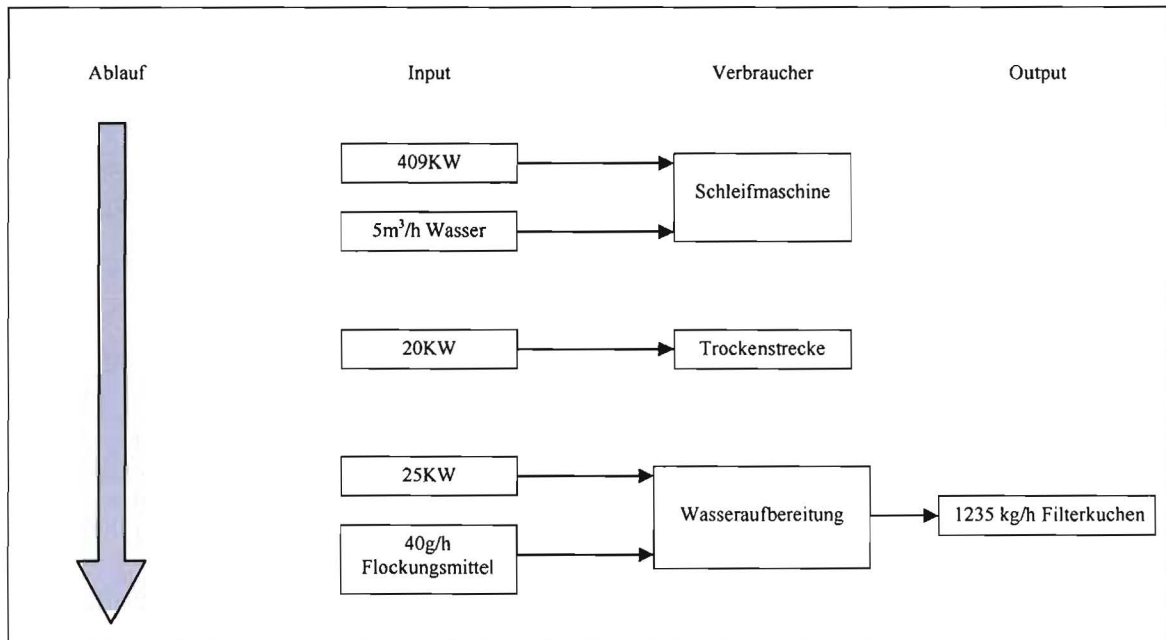 Ablauf Input Verbraucher Output
409KW
Schleifmaschine
5m³/h Wasser
20KW Trockenstrecke
25KW
Wasseraufbereitung 1235 kg/h Filterkuchen
40g/h
Flockungsmittel